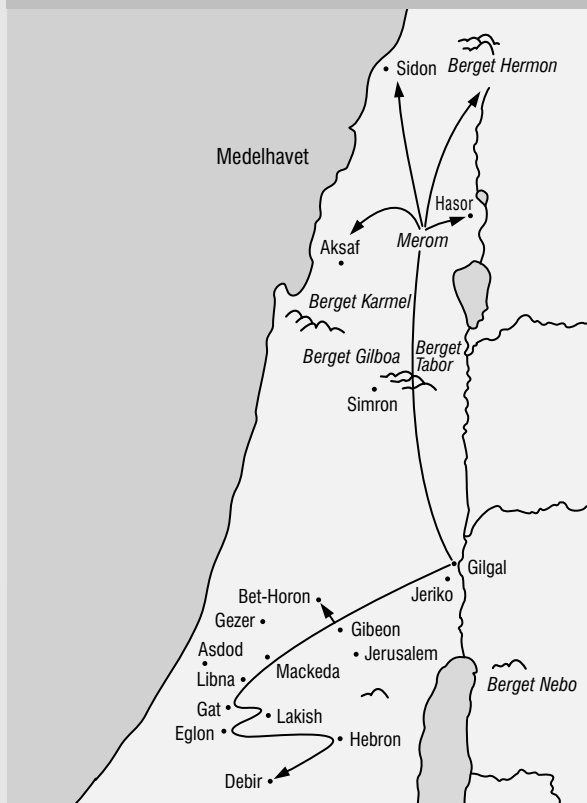 Sidon
Berget Hermon
Medelhavet
Hasor
Merom
Aksaf
Berget Karmel
Berget Gilboa
Berget
Tabor
Simron
Gilgal
Jeriko
Bet-Horon
Gezer
Gibeon
Asdod
Jerusalem
Mackeda
Libna
Berget Nebo
Gat
Lakish
Eglon
Hebron
Debir